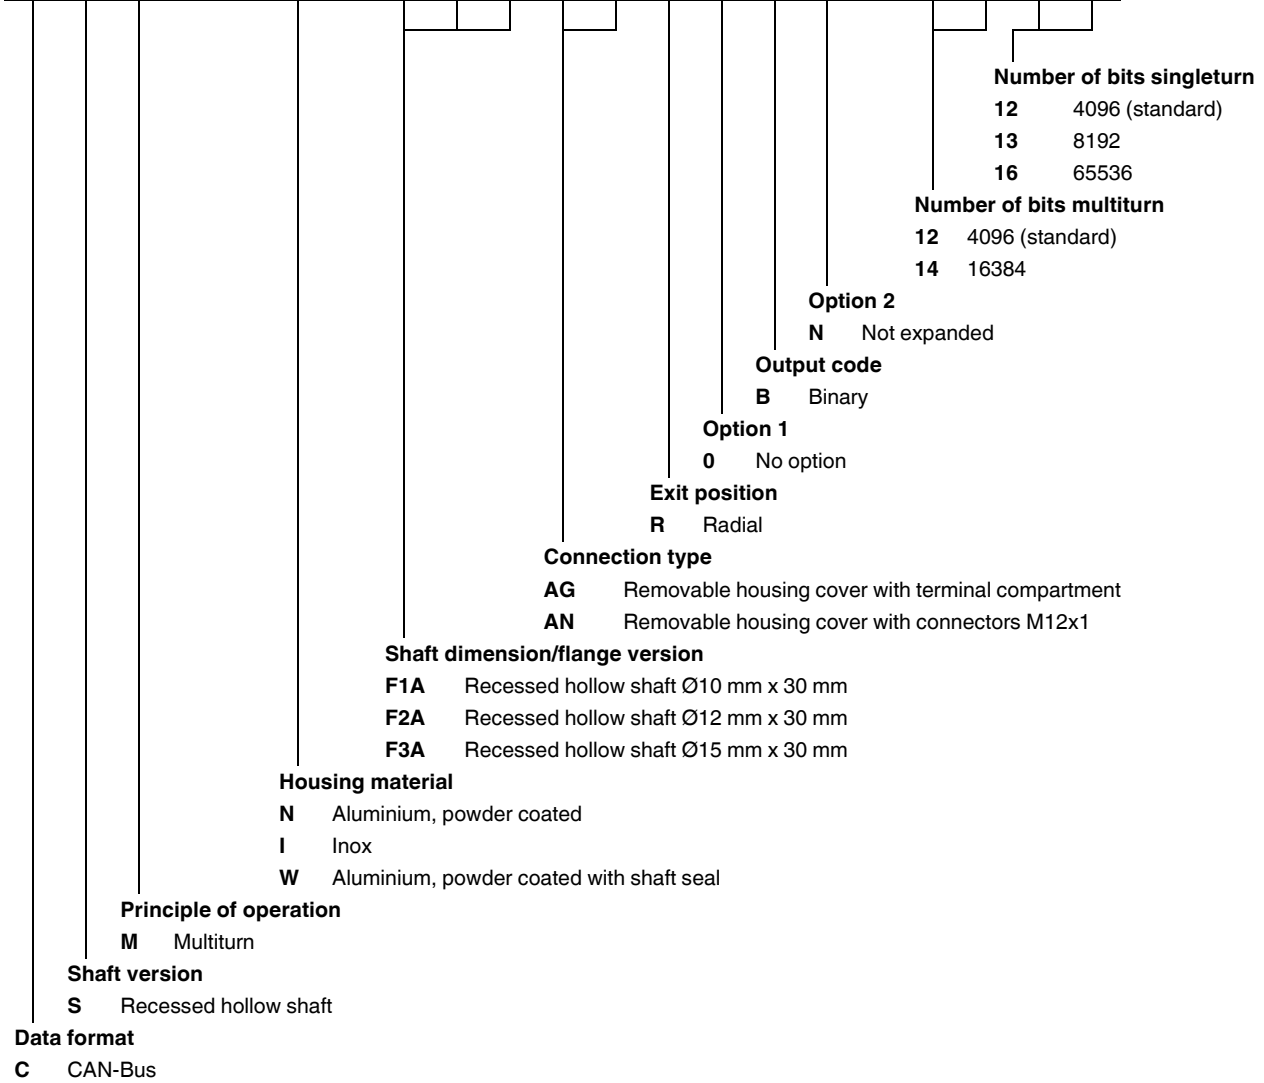 Number of bits singleturn
12 4096 (standard)
13 8192
16 65536
Number of bits multiturn
12 4096 (standard)
14 16384
Option 2
N Not expanded
Output code
B Binary
Option 1
0 No option
Exit position
R Radial
Connection type
AG Removable housing cover with terminal compartment
AN Removable housing cover with connectors M12x1
Shaft dimension/flange version
F1A Recessed hollow shaft Ø10 mm x 30 mm
F2A Recessed hollow shaft Ø12 mm x 30 mm
F3A Recessed hollow shaft Ø15 mm x 30 mm
Housing material
N Aluminium, powder coated
I Inox
W Aluminium, powder coated with shaft seal
Principle of operation
M Multiturn
Shaft version
S Recessed hollow shaft
Data format
C CAN-Bus